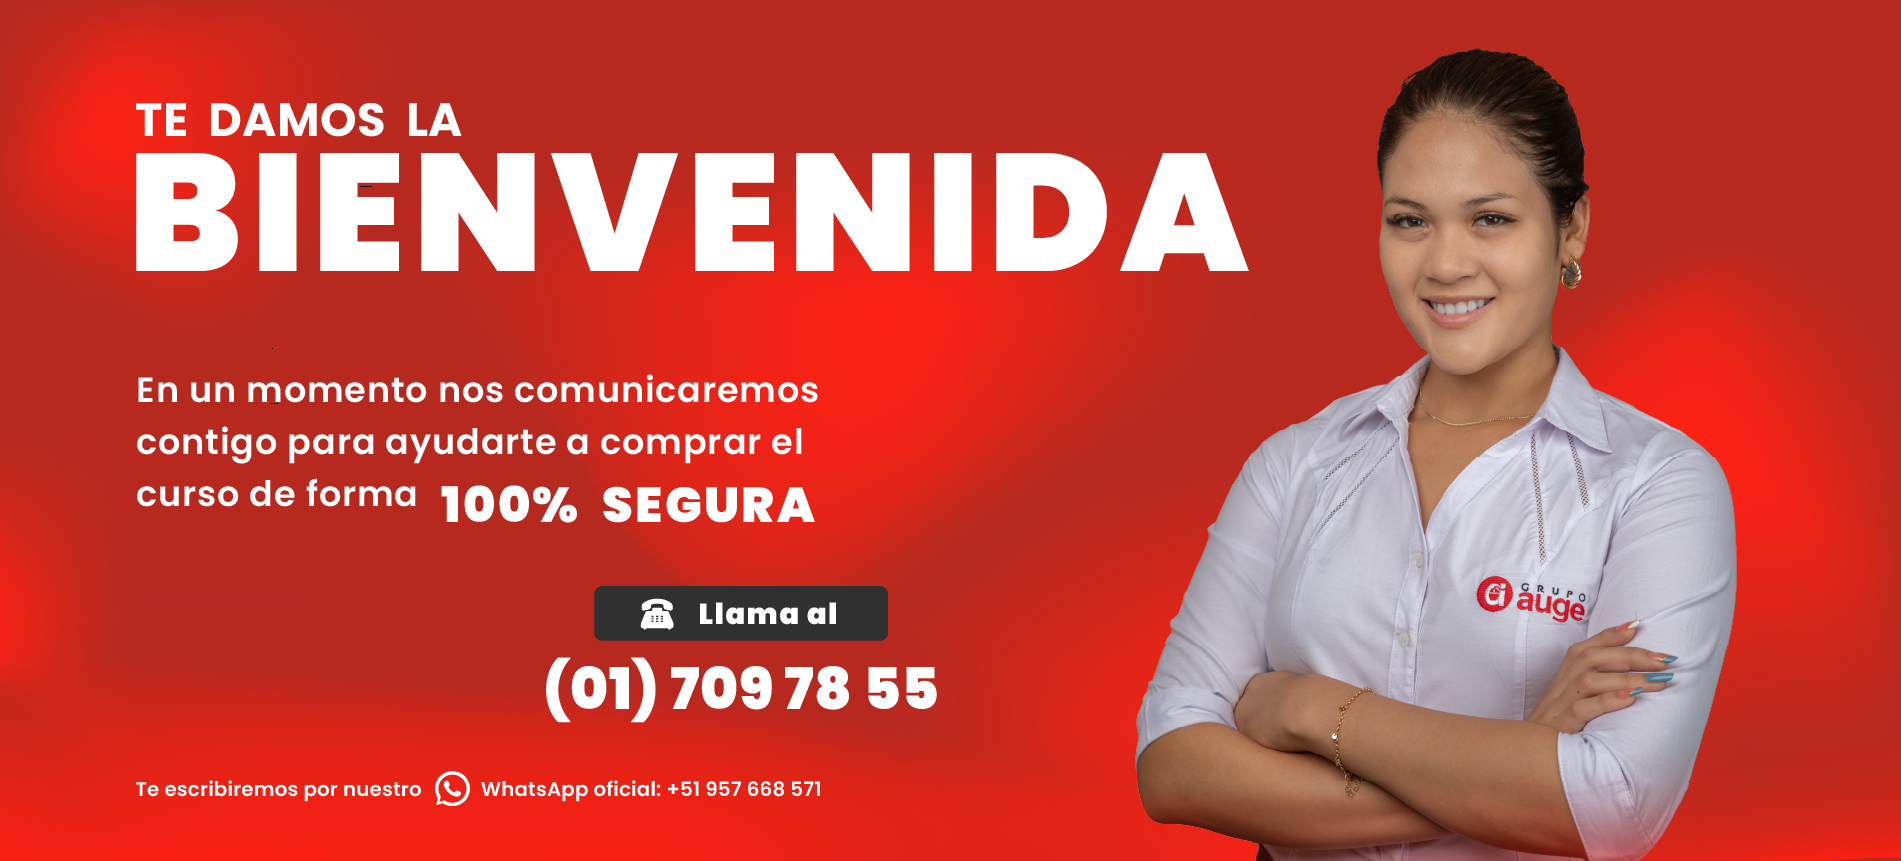 TE DAMOS LA
BIENVENIDA
En un momento nos comunicaremos
contigo para ayudarte a comprar el
curso de forma 100% SEGURA
Llama al
(01) 709 78 55
Te escribiremos por nuestro WhatsApp oficial: +51 957 668 571
GRUPO
auge